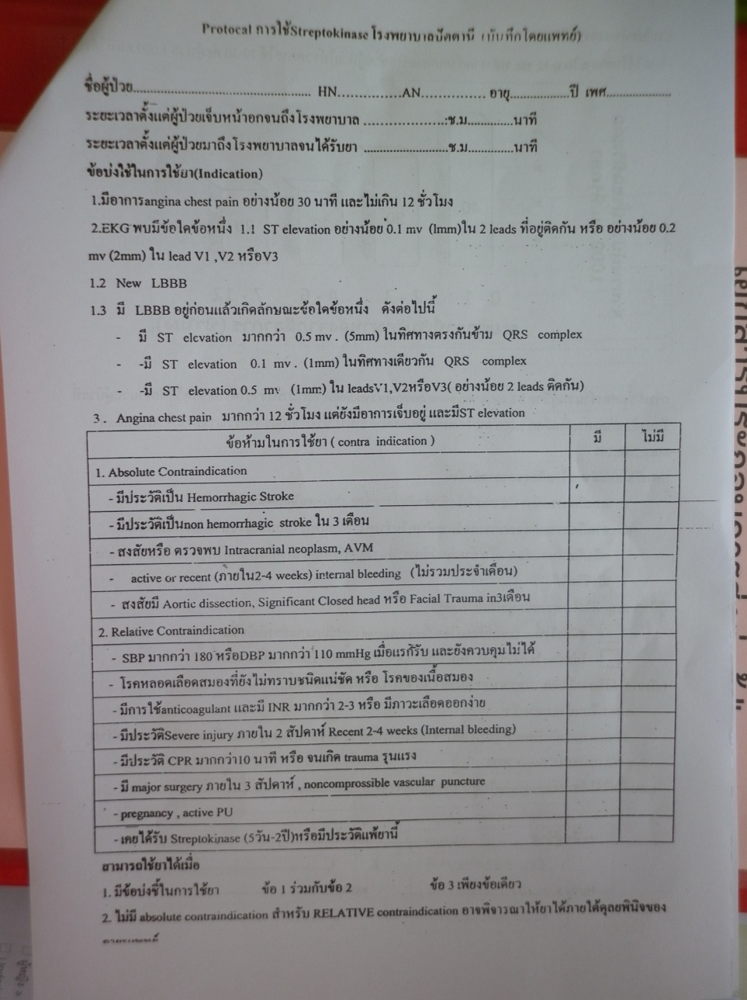 Protocal การใช้Streptokinase โรงพยาบาลปัตตานี (บันทึกโดยแพทย์)
ชื่อผู้ป่วย.............................................. HN..............AN.............. อายุ..................ปี เพศ....................
ระยะเวลาตั้งแต่ผู้ป่วยเจ็บหน้าอกจนถึงโรงพยาบาล ....................ช.ม.............นาที
ระยะเวลาตั้งแต่ผู้ป่วยมาถึงโรงพยาบาลจนได้รับยา .........................ช.ม.............นาที
ข้อบ่งใช้ในการใช้ยา(Indication)
1.มีอาการangina chest pain อย่างน้อย 30 นาที และไม่เกิน 12 ชั่วโมง
2.EKG พบมีข้อใดข้อหนึ่ง 1.1 ST elevation อย่างน้อย 0.1 mv (1mm)ใน 2 leads ที่อยู่ติดกัน หรือ อย่างน้อย 0.2
mv (2mm) ใน lead V1 ,V2 หรือV3
1.2 New LBBB
1.3 มี LBBB อยู่ก่อนแล้วเกิดลักษณะข้อใดข้อหนึ่ง ดังต่อไปนี้
- มี ST elevation มากกว่า 0.5 mv . (5mm) ในทิศทางตรงกันข้าม QRS complex
- -มี ST elevation 0.1 mv . (1mm) ในทิศทางเดียวกัน QRS complex
- -มี ST elevation 0.5 mv (1mm) ใน leadsV1,V2หรือV3( อย่างน้อย 2 leads ติดกัน)
3 . Angina chest pain มากกว่า 12 ชั่วโมง แต่ยังมีอาการเจ็บอยู่ และมีST elevation
ข้อห้ามในการใช้ยา ( contra indication ) มี ไม่มี
1. Absolute Contraindication
- มีประวัติเป็น Hemorrhagic Stroke
- มีประวัติเป็นnon hemorrhagic stroke ใน 3 เดือน
- สงสัยหรือ ตรวจพบ Intracranial neoplasm, AVM
- active or recent (ภายใน2-4 weeks) internal bleeding (ไม่รวมประจำเดือน)
- สงสัยมี Aortic dissection, Significant Closed head หรือ Facial Trauma in3เดือน
2. Relative Contraindication
- SBP มากกว่า 180 หรือDBP มากกว่า 110 mmHg เมื่อแรกรับ และยังควบคุมไม่ได้
- โรคหลอดเลือดสมองที่ยังไม่ทราบชนิดแน่ชัด หรือ โรคของเนื้อสมอง
- มีการใช้anticoagulant และมี INR มากกว่า 2-3 หรือ มีภาวะเลือดออกง่าย
- มีประวัติSevere injury ภายใน 2 สัปดาห์ Recent 2-4 weeks (Internal bleeding)
- มีประวัติ CPR มากกว่า10 นาที หรือ จนเกิด trauma รุนแรง
- มี major surgery ภายใน 3 สัปดาห์ , noncomprossible vascular puncture
- pregnancy , active PU
- เคยได้รับ Streptokinase (5วัน-2ปี)หรือมีประวัติแพ้ยานี้
สามารถใช้ยาได้เมื่อ
1. มีข้อบ่งชี้ในการใช้ยา ข้อ 1 ร่วมกับข้อ 2 ข้อ 3 เพียงข้อเดียว
2. ไม่มี absolute contraindication สำหรับ RELATIVE contraindication อาจพิจารณาให้ยาได้ภายใต้ดุลยพินิจของ